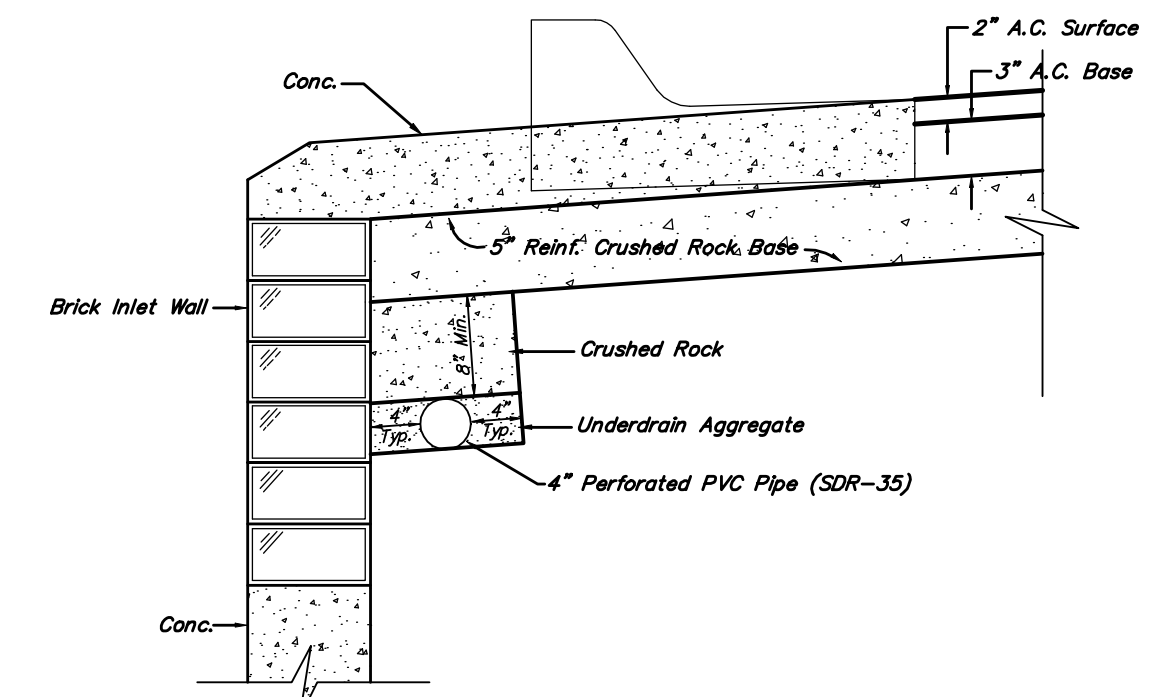 2" A.C. Surface
3" A.C. Base
Conc.
5" Reinf. Crushed Rock Base
Brick Inlet Wall
8" Min.
Crushed Rock
4"
Typ.
4"
Typ.
Underdrain Aggregate
4" Perforated PVC Pipe (SDR-35)
Conc.